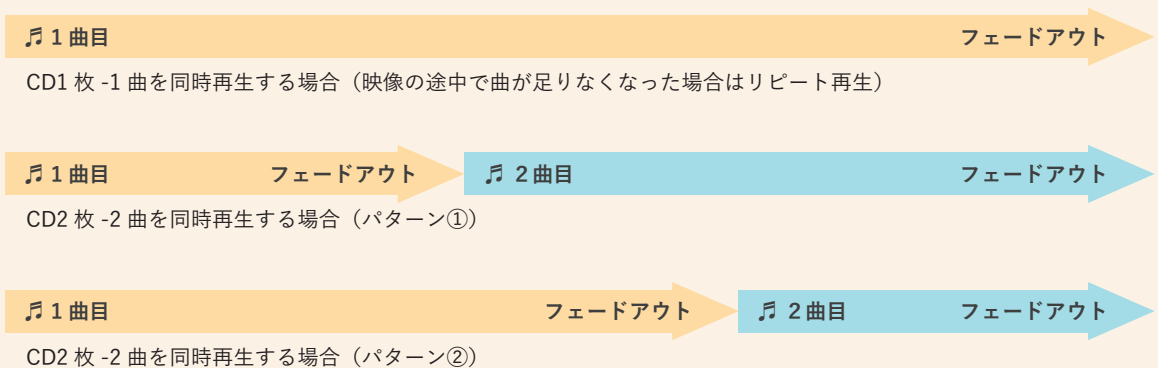 ♬ 1 曲目 フェードアウト
CD1 枚 -1 曲を同時再生する場合（映像の途中で曲が足りなくなった場合はリピート再生）
♬ 1 曲目 フェードアウト ♬ 2 曲目 フェードアウト
CD2 枚 -2 曲を同時再生する場合（パターン①）
♬ 1 曲目 フェードアウト ♬ 2 曲目 フェードアウト
CD2 枚 -2 曲を同時再生する場合（パターン②）